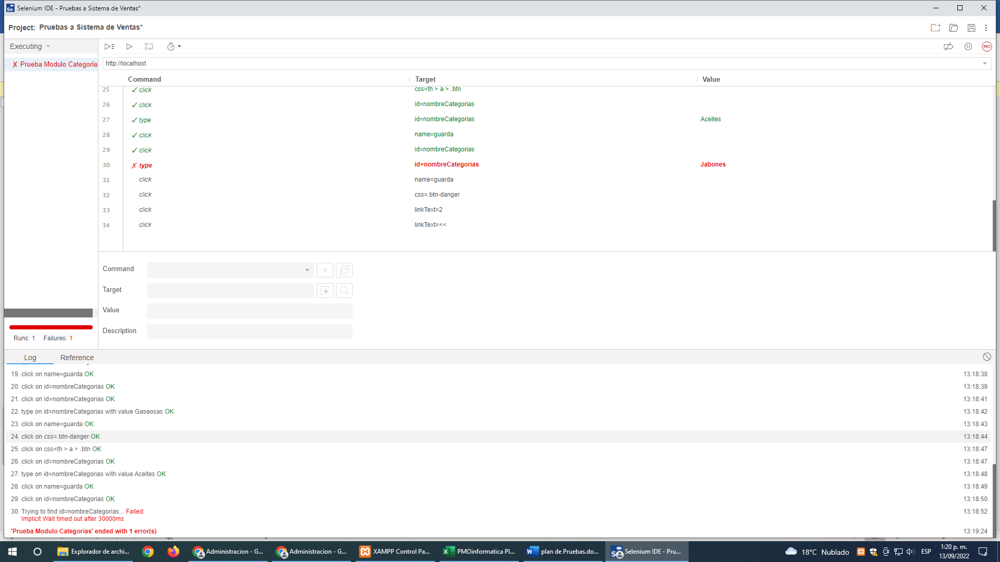 Selenium IDE - Pruebas a Sistema de Ventas*
Project: Pruebas a Sistema de Ventas*
Executing
✗ Prueba Modulo Categoria
REC
http://localhost
Command Target Value
25 ✓ click css=th > a > .btn
26 ✓ click id=nombreCategorias
27 ✓ type id=nombreCategorias Aceites
28 ✓ click name=guarda
29 ✓ click id=nombreCategorias
30 ✗ type id=nombreCategorias Jabones
31 click name=guarda
32 click css=.btn-danger
33 click linkText=2
34 click linkText=<<
Command //
Target
Value
Description
Runs: 1 Failures: 1
Log Reference
19. click on name=guarda OK 13:18:38
20. click on id=nombreCategorias OK 13:18:39
21. click on id=nombreCategorias OK 13:18:41
22. type on id=nombreCategorias with value Gaseosas OK 13:18:42
23. click on name=guarda OK 13:18:43
24. click on css=.btn-danger OK 13:18:44
25. click on css=th > a > .btn OK 13:18:47
26. click on id=nombreCategorias OK 13:18:47
27. type on id=nombreCategorias with value Aceites OK 13:18:48
28. click on name=guarda OK 13:18:49
29. click on id=nombreCategorias OK 13:18:50
30. Trying to find id=nombreCategorias... Failed: 13:18:52
Implicit Wait timed out after 30000ms
'Prueba Modulo Categorias' ended with 1 error(s) 13:19:24
Explorador de archi... Administracion - G... Administracion - G... XAMPP Control Pa... PMOinformatica Pl... plan de Pruebas.do... Selenium IDE - Pru... 18°C Nublado ESP 1:20 p. m.
13/09/2022